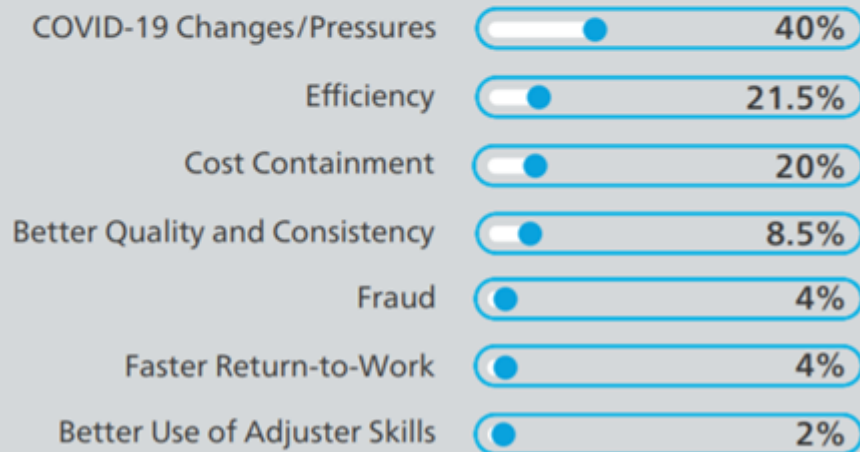 COVID-19 Changes/Pressures 40%
Efficiency 21.5%
Cost Containment 20%
Better Quality and Consistency 8.5%
Fraud 4%
Faster Return-to-Work 4%
Better Use of Adjuster Skills 2%